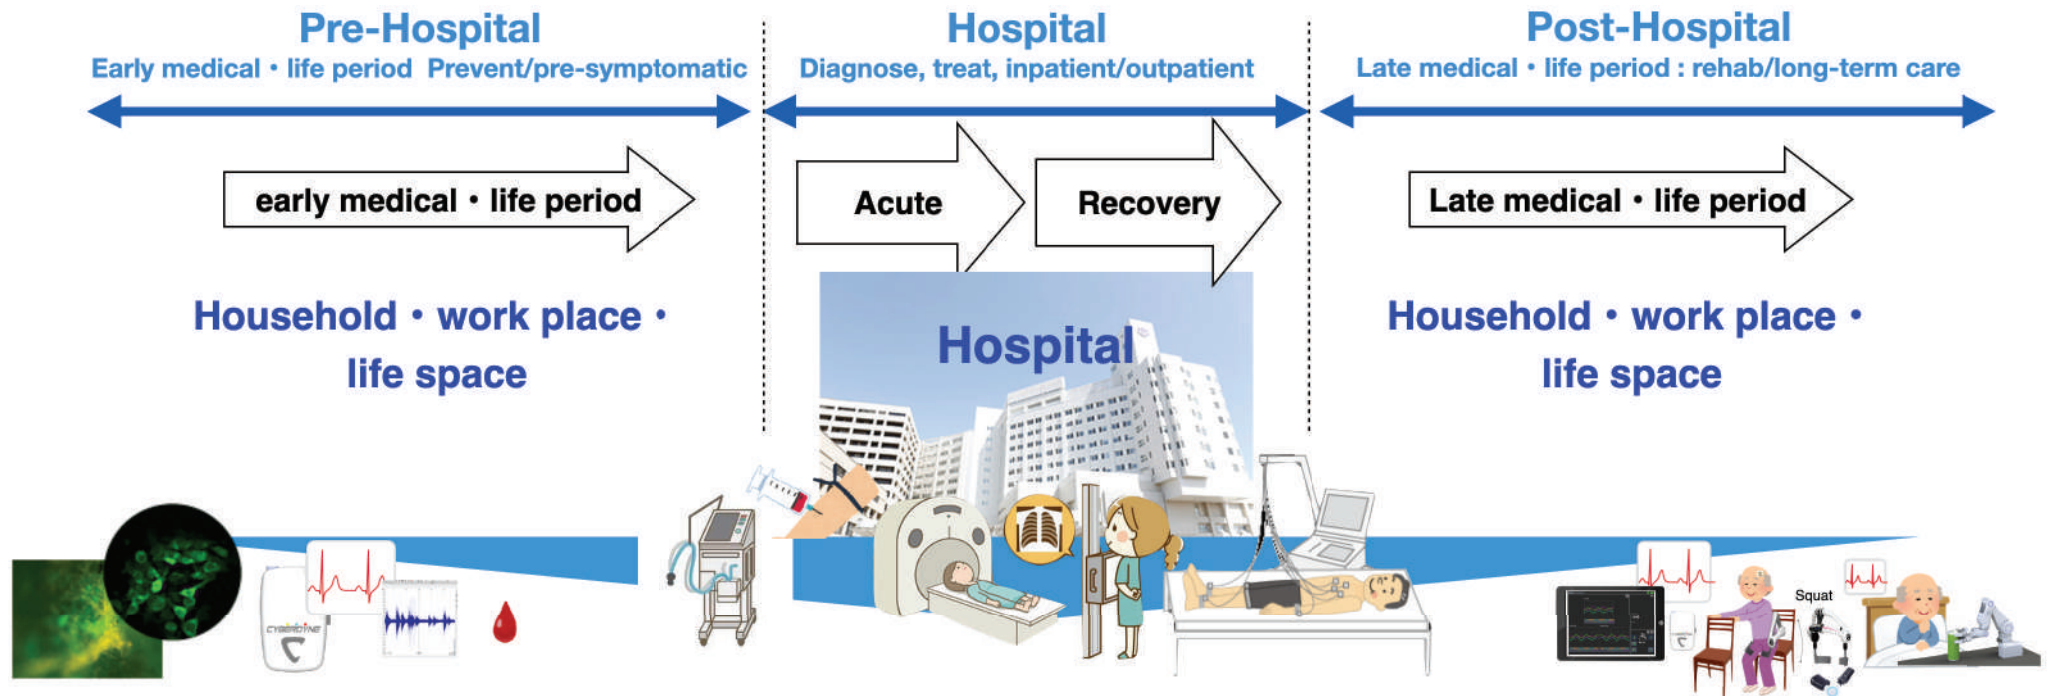 Pre-Hospital
Early medical・life period Prevent/pre-symptomatic
Hospital
Diagnose, treat, inpatient/outpatient
Post-Hospital
Late medical・life period : rehab/long-term care
early medical・life period
Acute
Recovery
Late medical・life period
Household・work place・
life space
Hospital
Household・work place・
life space
CYBERDYNE
Squat